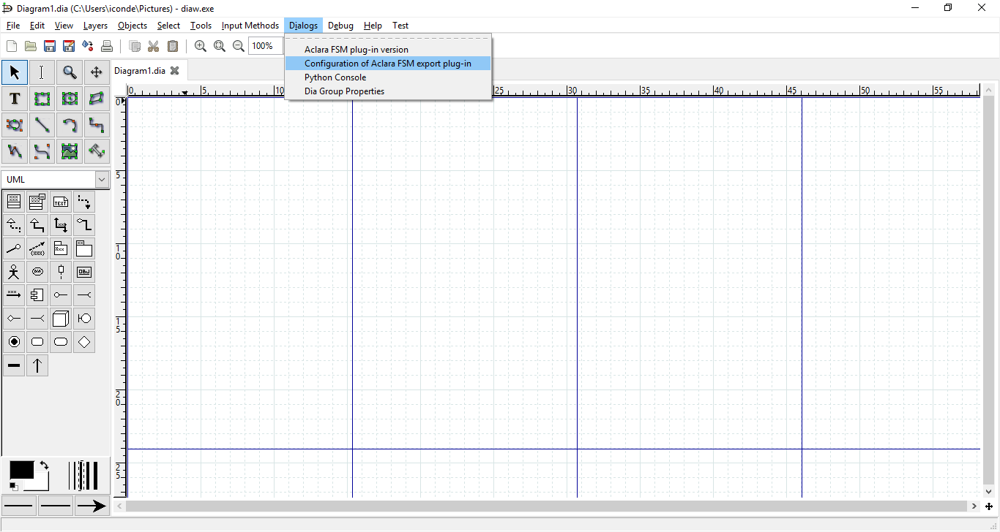 Diagram1.dia (C:\Users\iconde\Pictures) - diaw.exe
File Edit View Layers Objects Select Tools Input Methods Dialogs Debug Help Test
100%
Aclara FSM plug-in version
Configuration of Aclara FSM export plug-in
Python Console
Dia Group Properties
Diagram1.dia
0 5 10 25 30 35 40 45 50 55
0
5
10
15
20
25
T
UML
TEXT
OBJ